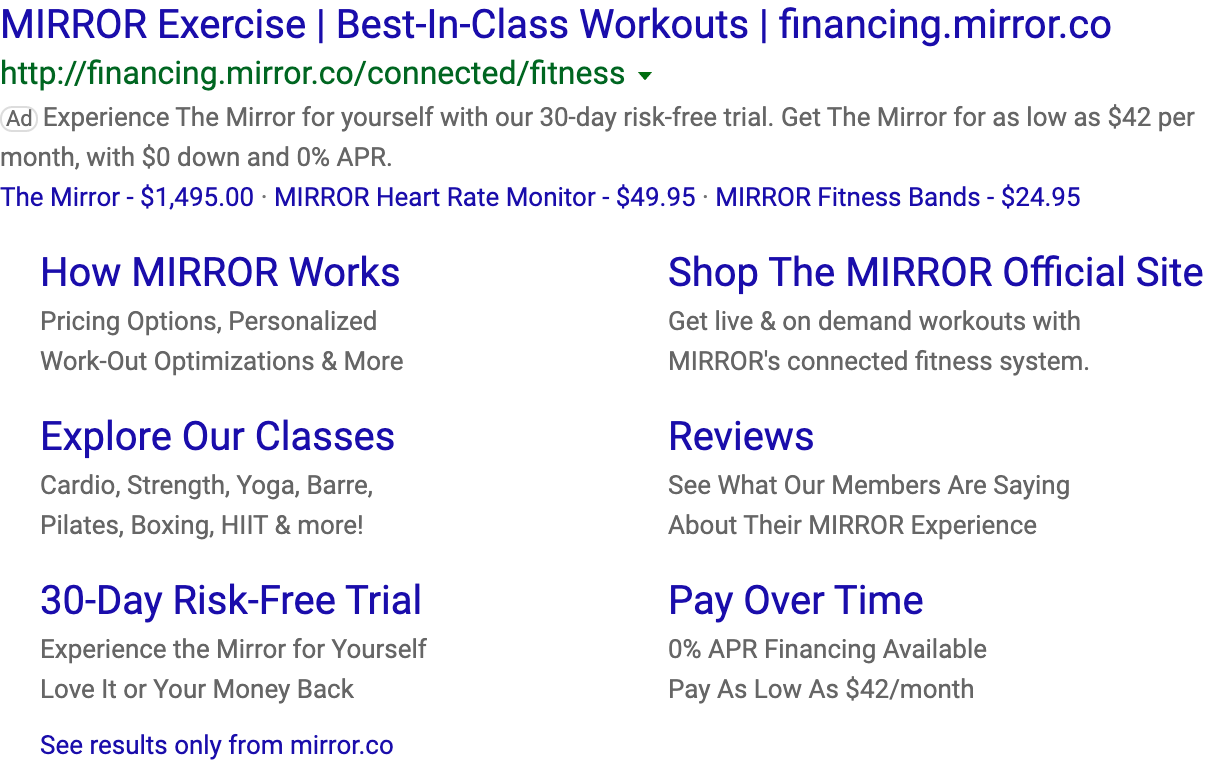 MIRROR Exercise | Best-In-Class Workouts | financing.mirror.co
http://financing.mirror.co/connected/fitness
Ad Experience The Mirror for yourself with our 30-day risk-free trial. Get The Mirror for as low as $42 per
month, with $0 down and 0% APR.
The Mirror - $1,495.00 · MIRROR Heart Rate Monitor - $49.95 · MIRROR Fitness Bands - $24.95
How MIRROR Works
Pricing Options, Personalized
Work-Out Optimizations & More
Shop The MIRROR Official Site
Get live & on demand workouts with
MIRROR's connected fitness system.
Explore Our Classes
Cardio, Strength, Yoga, Barre,
Pilates, Boxing, HIIT & more!
Reviews
See What Our Members Are Saying
About Their MIRROR Experience
30-Day Risk-Free Trial
Experience the Mirror for Yourself
Love It or Your Money Back
Pay Over Time
0% APR Financing Available
Pay As Low As $42/month
See results only from mirror.co